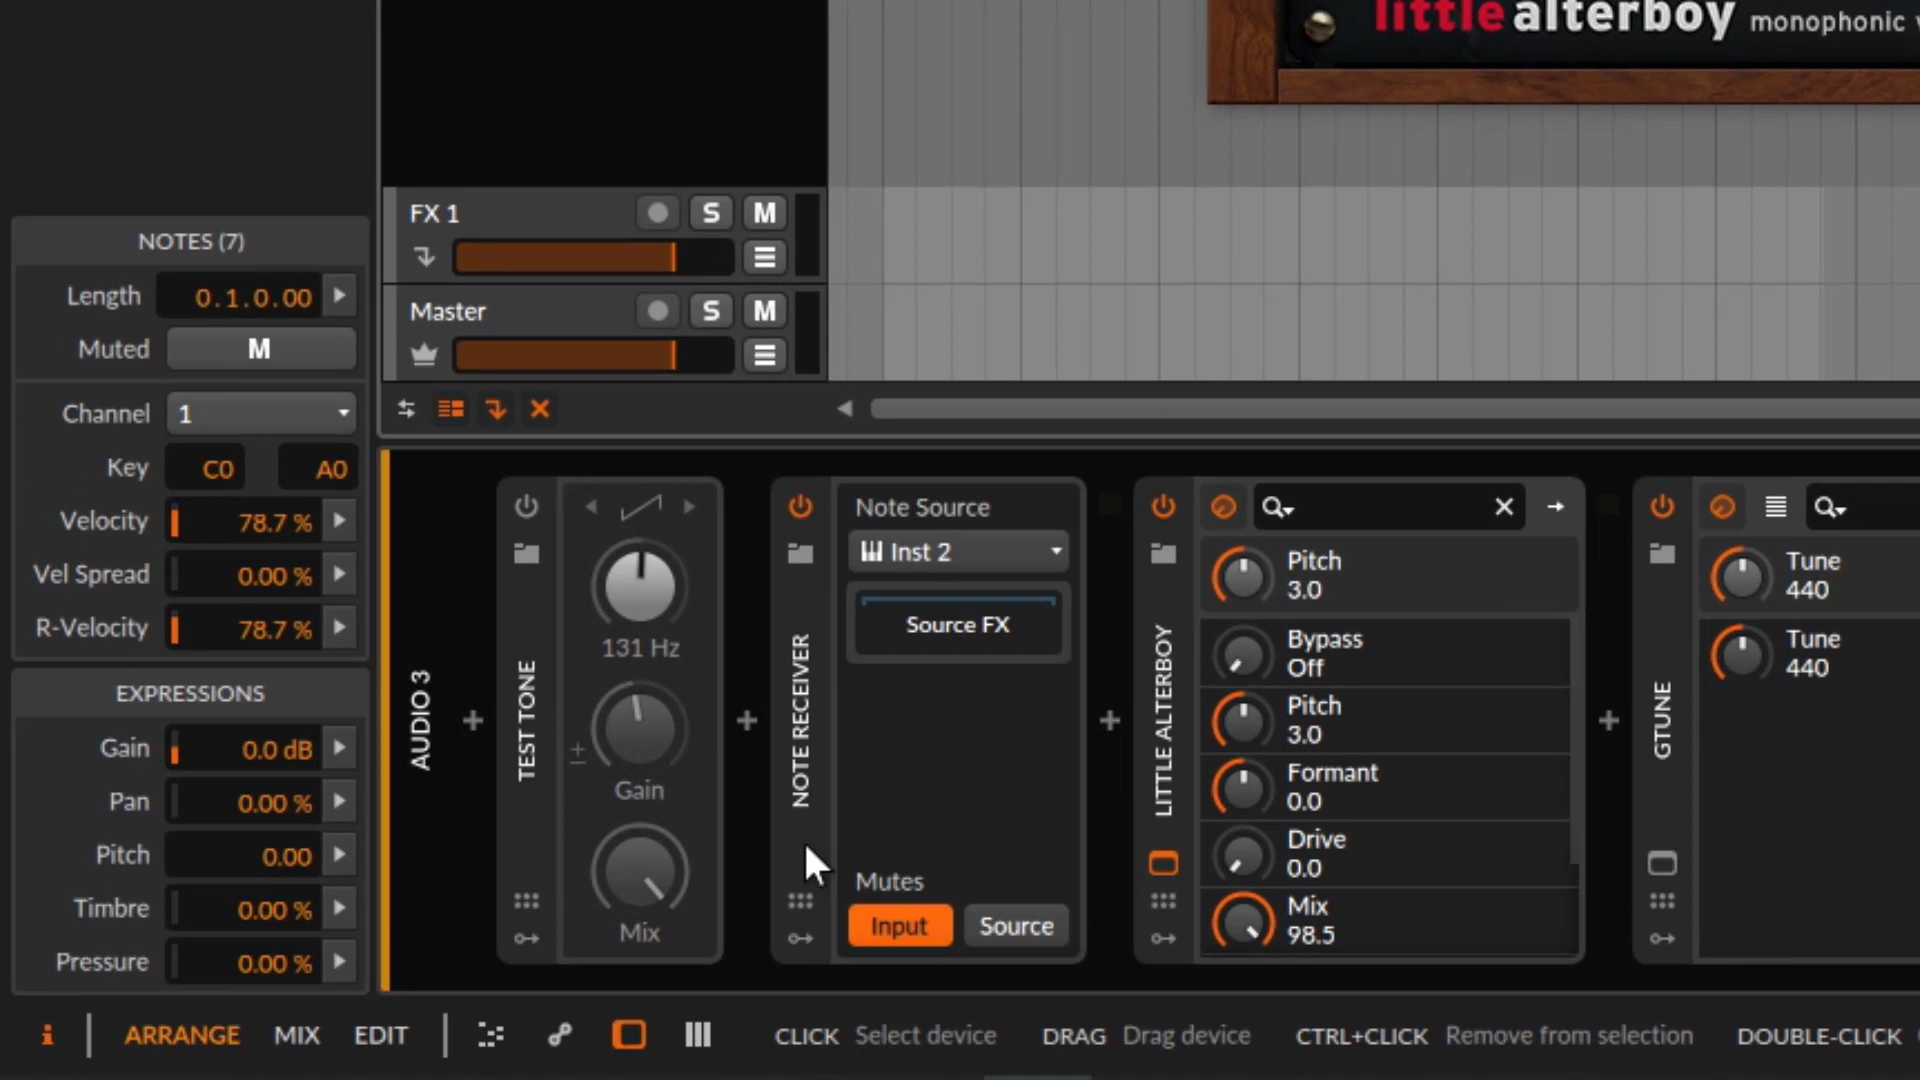 little alterboy monophonic
FX 1
S
M
Master
S
M
NOTES (7)
Length 0.1.0.00
Muted M
Channel 1
Key C0 A0
Velocity 78.7 %
Vel Spread 0.00 %
R-Velocity 78.7 %
EXPRESSIONS
Gain 0.0 dB
Pan 0.00 %
Pitch 0.00
Timbre 0.00 %
Pressure 0.00 %
AUDIO 3
TEST TONE
131 Hz
Gain
Mix
NOTE RECEIVER
Note Source
Inst 2
Source FX
Mutes
Input Source
LITTLE ALTERBOY
Pitch
3.0
Bypass
Off
Pitch
3.0
Formant
0.0
Drive
0.0
Mix
98.5
GTUNE
Tune
440
Tune
440
i ARRANGE MIX EDIT CLICK Select device DRAG Drag device CTRL+CLICK Remove from selection DOUBLE-CLICK